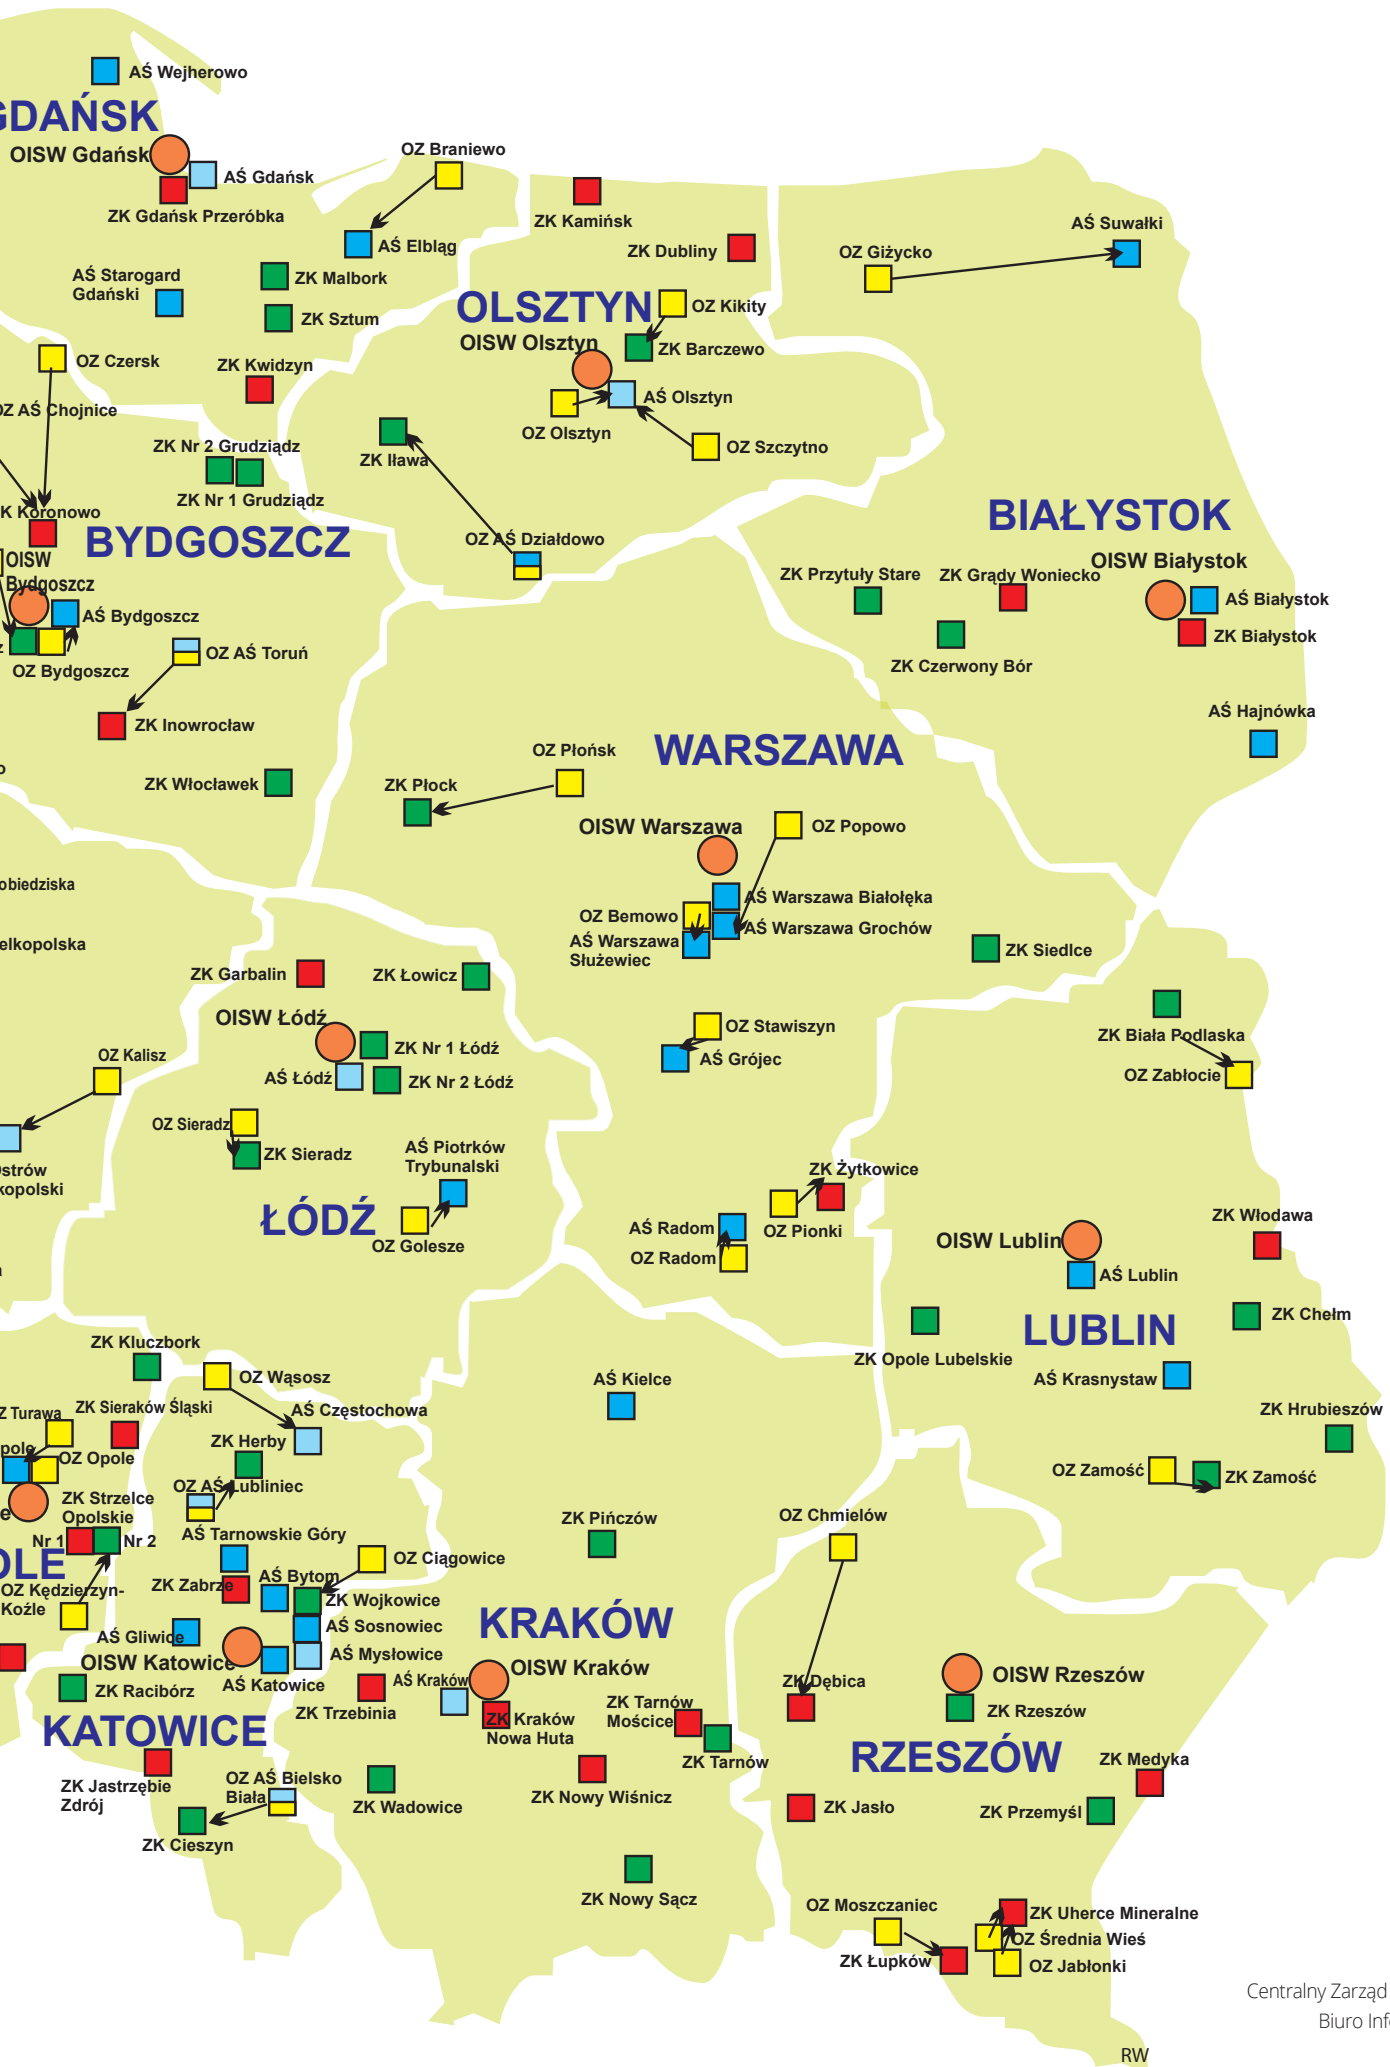 AŚ Wejherowo
GDAŃSK
OISW Gdańsk
AŚ Gdańsk
ZK Gdańsk Przeróbka
OZ Braniewo
AŚ Elbląg
ZK Kamińsk
ZK Dubliny
AŚ Suwałki
OZ Giżycko
AŚ Starogard
Gdański
ZK Malbork
ZK Sztum
OLSZTYN
OZ Kikity
OISW Olsztyn
ZK Barczewo
OZ Czersk
ZK Kwidzyn
AŚ Olsztyn
OZ AŚ Chojnice
OZ Olsztyn
OZ Szczytno
ZK Nr 2 Grudziądz
ZK Iława
ZK Nr 1 Grudziądz
K Koronowo
BYDGOSZCZ
OZ AŚ Działdowo
BIAŁYSTOK
OISW Białystok
OISW
Bydgoszcz
ZK Przytuły Stare
ZK Grądy Woniecko
AŚ Białystok
AŚ Bydgoszcz
ZK Białystok
z
OZ AŚ Toruń
OZ Bydgoszcz
ZK Czerwony Bór
AŚ Hajnówka
ZK Inowrocław
WARSZAWA
OZ Płońsk
o
ZK Włocławek
ZK Płock
OISW Warszawa
OZ Popowo
obiedziska
AŚ Warszawa Białołęka
OZ Bemowo
AŚ Warszawa Grochów
elkopolska
AŚ Warszawa
Służewiec
ZK Siedlce
ZK Garbalin
ZK Łowicz
OISW Łódź
OZ Stawiszyn
ZK Biała Podlaska
ZK Nr 1 Łódź
OZ Kalisz
AŚ Grójec
OZ Zabłocie
AŚ Łódź
ZK Nr 2 Łódź
OZ Sieradz
ZK Sieradz
AŚ Piotrków
Trybunalski
strów
kopolski
ZK Żytkowice
ŁÓDŹ
OZ Golesze
AŚ Radom
OZ Pionki
OZ Radom
ZK Włodawa
OISW Lublin
AŚ Lublin
a
ZK Chełm
LUBLIN
ZK Kluczbork
ZK Opole Lubelskie
OZ Wąsosz
AŚ Kielce
AŚ Krasnystaw
Z Turawa
ZK Sieraków Śląski
AŚ Częstochowa
ZK Hrubieszów
pole
OZ Opole
ZK Herby
OZ AŚ Lubliniec
OZ Zamość
ZK Zamość
e
ZK Strzelce
Opolskie
ZK Pińczów
OZ Chmielów
Nr 1
Nr 2
AŚ Tarnowskie Góry
OLE
OZ Ciągowice
OZ Kędzierzyn-
Koźle
ZK Zabrze
AŚ Bytom
ZK Wojkowice
KRAKÓW
AŚ Sosnowiec
AŚ Gliwice
AŚ Mysłowice
OISW Katowice
OISW Kraków
OISW Rzeszów
AŚ Katowice
AŚ Kraków
ZK Dębica
ZK Racibórz
ZK Trzebinia
ZK Tarnów
Mościce
ZK Rzeszów
ZK Kraków
Nowa Huta
KATOWICE
ZK Tarnów
RZESZÓW
ZK Medyka
ZK Jastrzębie
Zdrój
OZ AŚ Bielsko
Biała
ZK Wadowice
ZK Nowy Wiśnicz
ZK Jasło
ZK Przemyśl
ZK Cieszyn
ZK Nowy Sącz
OZ Moszczaniec
ZK Uherce Mineralne
OZ Średnia Wieś
ZK Łupków
OZ Jabłonki
Centralny Zarząd
Biuro Inf
RW